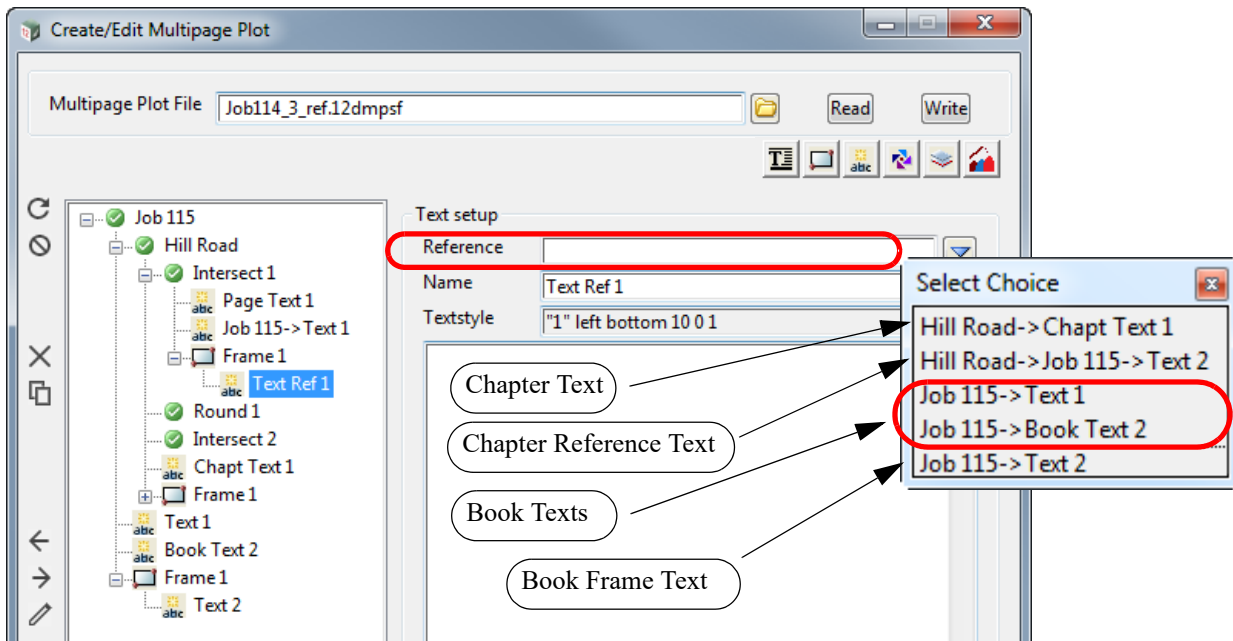 Create/Edit Multipage Plot
Multipage Plot File Job114_3_ref.12dmpsf Read Write
Job 115
Hill Road
Intersect 1
Page Text 1
Job 115->Text 1
Frame 1
Text Ref 1
Round 1
Intersect 2
Chapt Text 1
Frame 1
Text 1
Book Text 2
Frame 1
Text 2
Text setup
Reference
Name Text Ref 1
Textstyle "1" left bottom 10 0 1
Chapter Text
Chapter Reference Text
Book Texts
Book Frame Text
Select Choice
Hill Road->Chapt Text 1
Hill Road->Job 115->Text 2
Job 115->Text 1
Job 115->Book Text 2
Job 115->Text 2